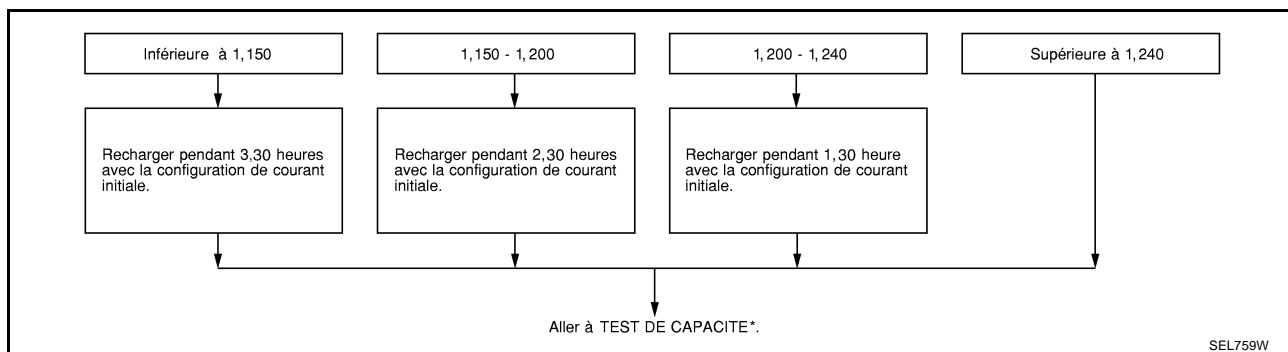 Inférieure à 1,150
1,150 - 1,200
1,200 - 1,240
Supérieure à 1,240
Recharger pendant 3,30 heures
avec la configuration de courant
initiale.
Recharger pendant 2,30 heures
avec la configuration de courant
initiale.
Recharger pendant 1,30 heure
avec la configuration de courant
initiale.
Aller à TEST DE CAPACITE*.
SEL759W